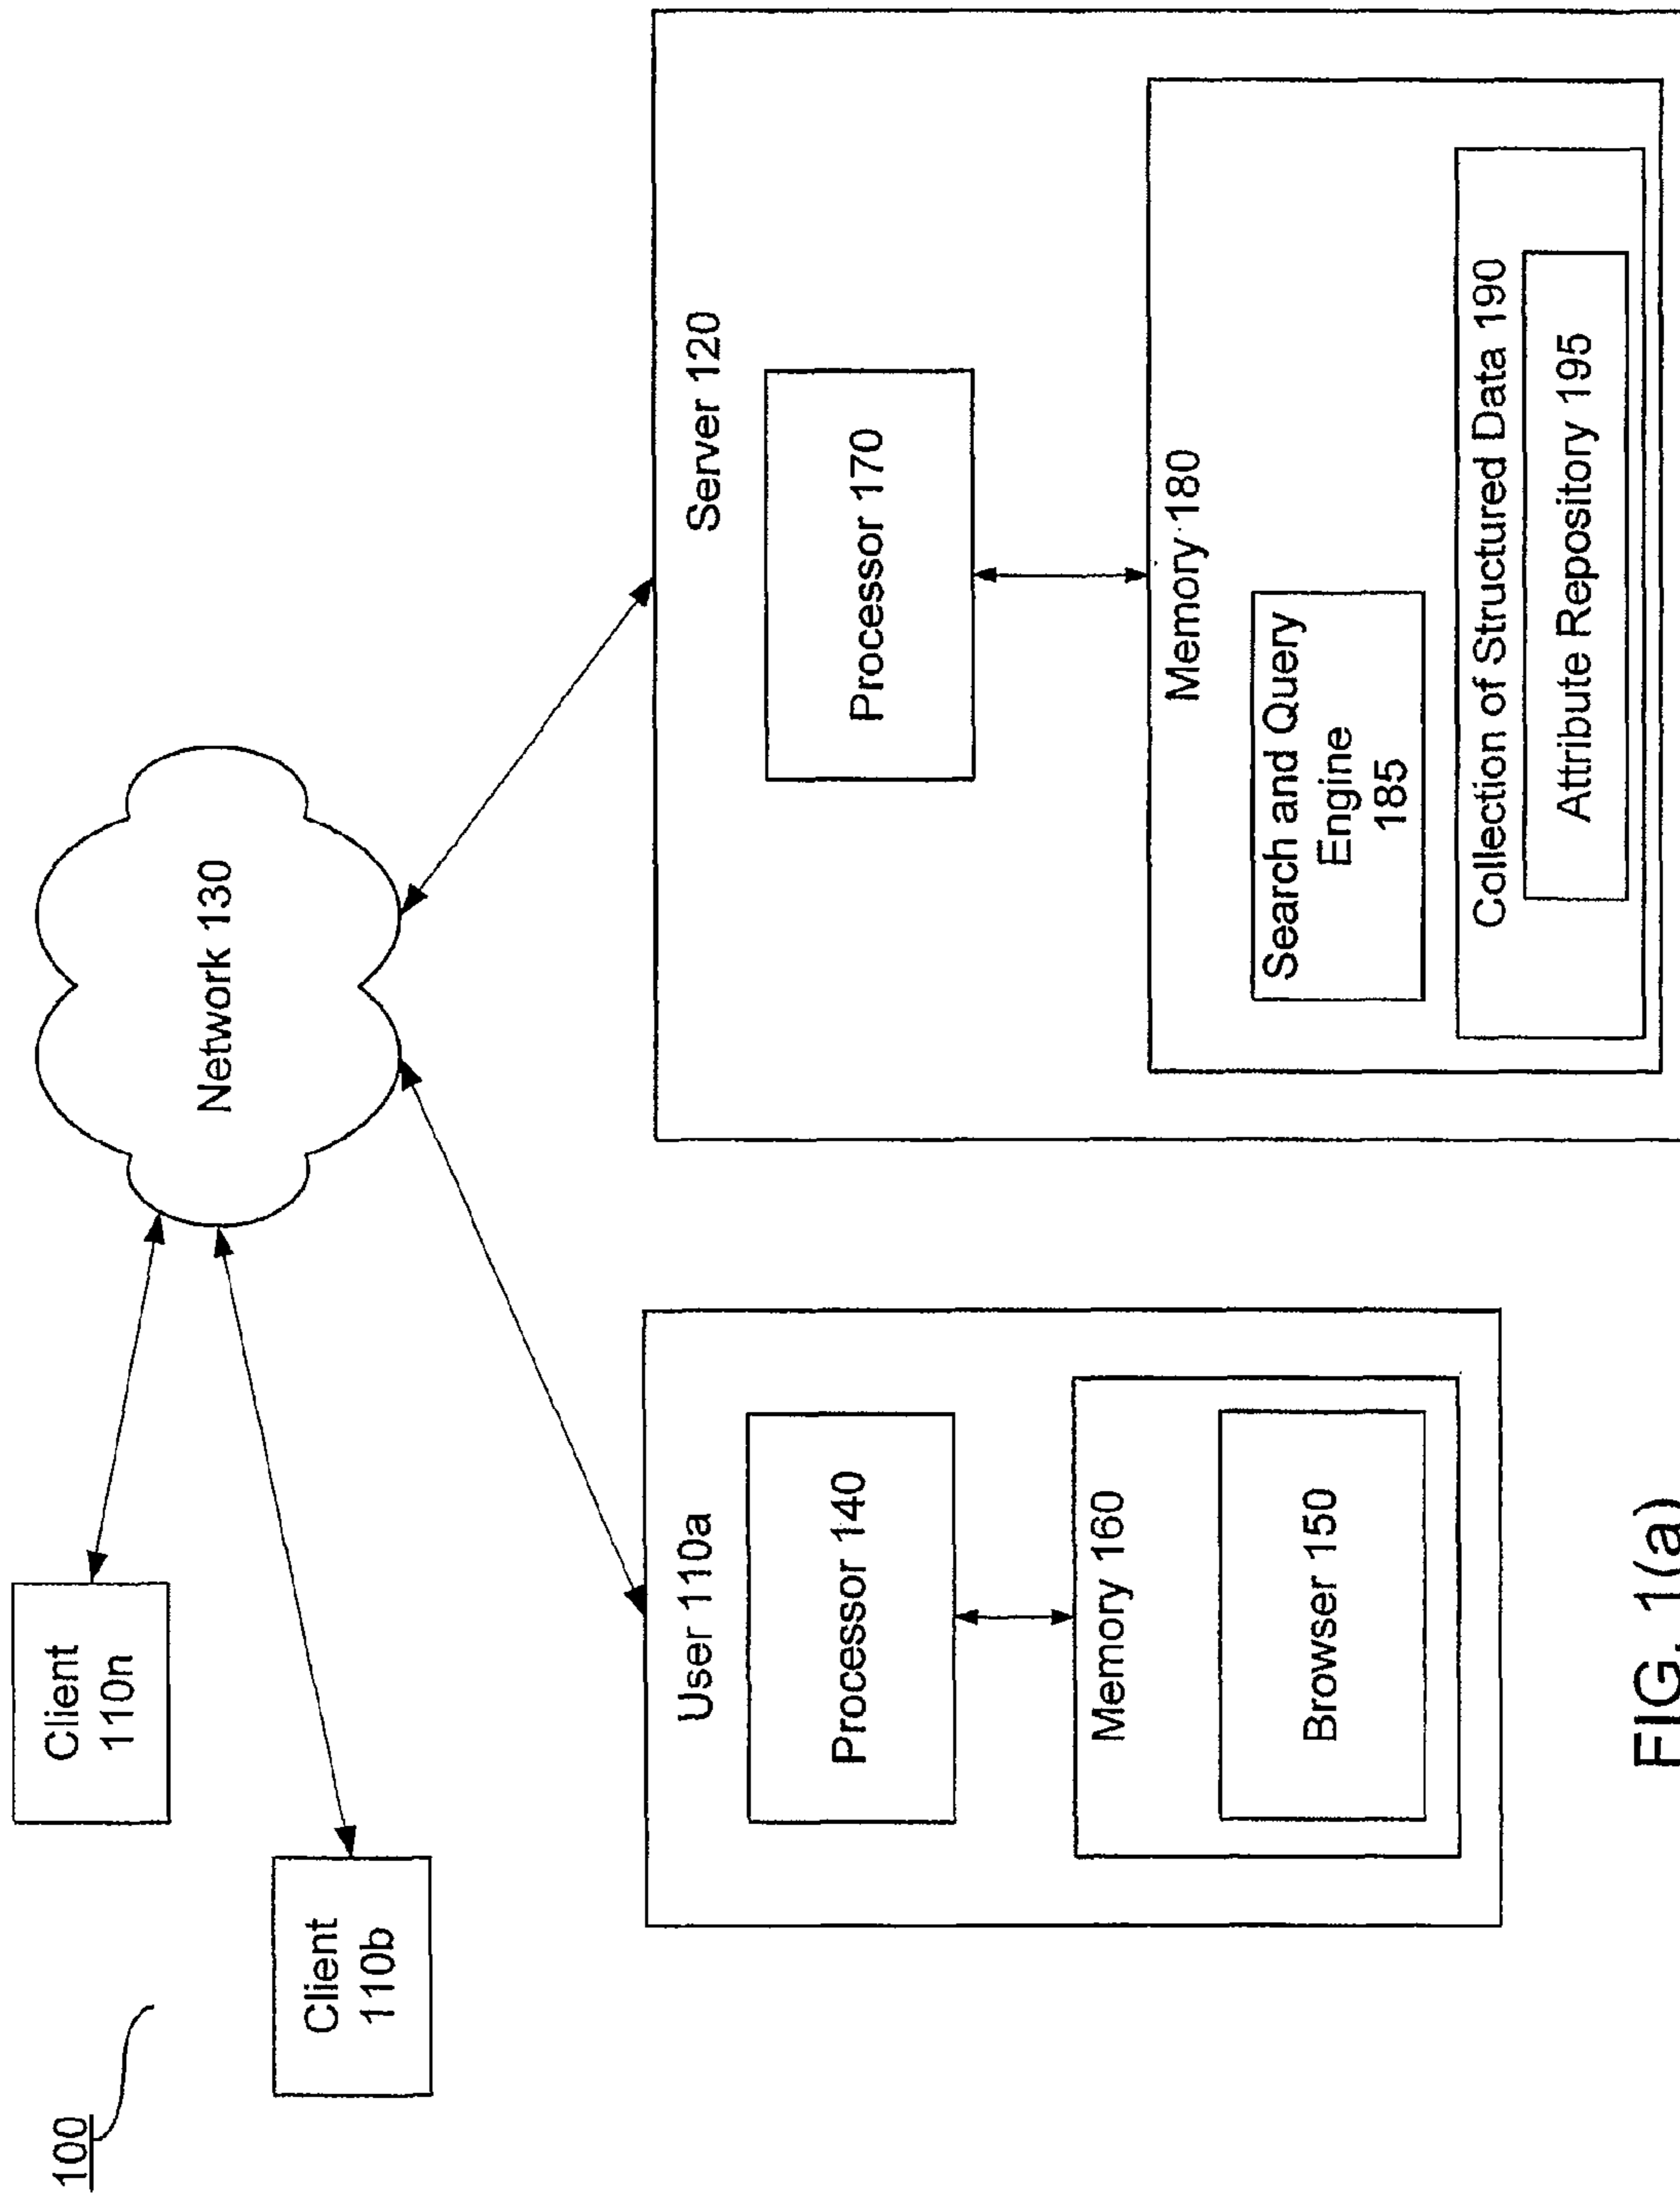 100
Client
110n
Client
110b
Network 130
User 110a
Processor 140
Memory 160
Browser 150
Server 120
Processor 170
Memory 180
Search and Query
Engine
185
Collection of Structured Data 190
Attribute Repository 195
FIG. 1(a)